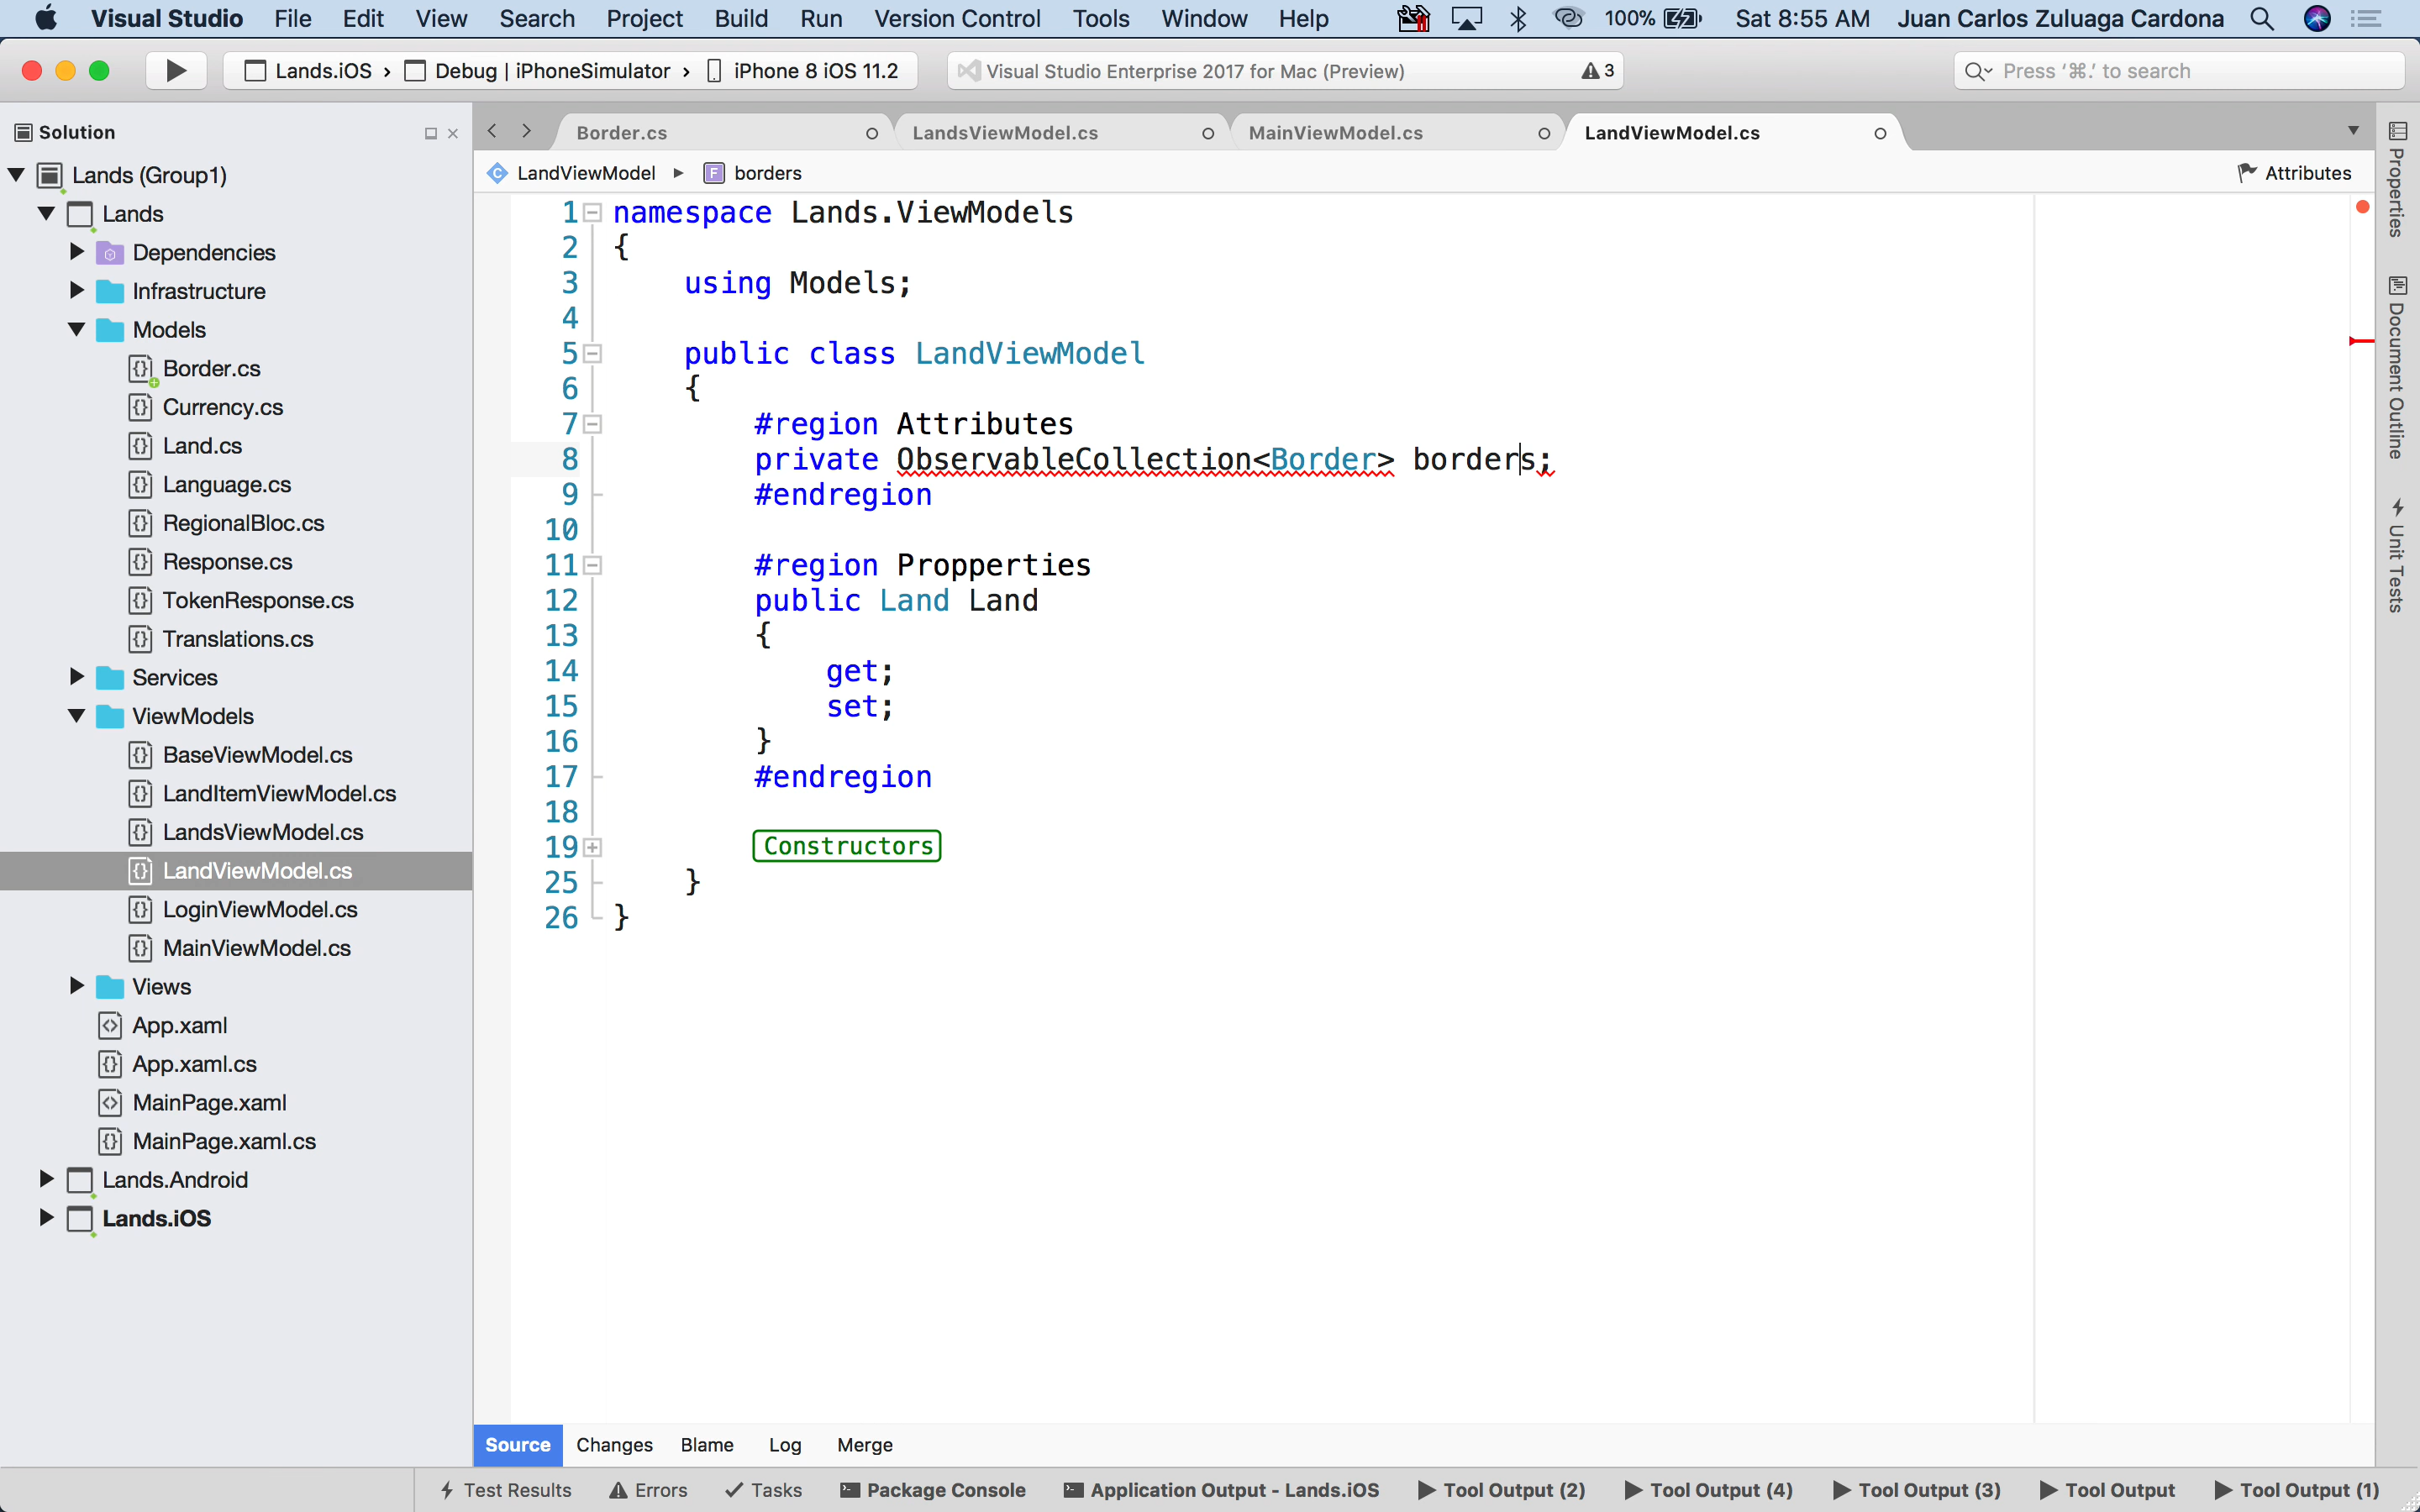 Visual Studio File Edit View Search Project Build Run Version Control Tools Window Help 100% Sat 8:55 AM Juan Carlos Zuluaga Cardona
Lands.iOS › Debug | iPhoneSimulator › iPhone 8 iOS 11.2 Visual Studio Enterprise 2017 for Mac (Preview) 3 Press ‘⌘.’ to search
Solution
Lands (Group1)
Lands
Dependencies
Infrastructure
Models
Border.cs
Currency.cs
Land.cs
Language.cs
RegionalBloc.cs
Response.cs
TokenResponse.cs
Translations.cs
Services
ViewModels
BaseViewModel.cs
LandItemViewModel.cs
LandsViewModel.cs
LandViewModel.cs
LoginViewModel.cs
MainViewModel.cs
Views
App.xaml
App.xaml.cs
MainPage.xaml
MainPage.xaml.cs
Lands.Android
Lands.iOS
Border.cs LandsViewModel.cs MainViewModel.cs LandViewModel.cs
LandViewModel borders Attributes
1 namespace Lands.ViewModels
2 {
3 using Models;
4
5 public class LandViewModel
6 {
7 #region Attributes
8 private ObservableCollection<Border> borders;
9 #endregion
10
11 #region Propperties
12 public Land Land
13 {
14 get;
15 set;
16 }
17 #endregion
18
19 Constructors
25 }
26 }
Properties
Document Outline
Unit Tests
Source Changes Blame Log Merge
Test Results Errors Tasks Package Console Application Output - Lands.iOS Tool Output (2) Tool Output (4) Tool Output (3) Tool Output Tool Output (1)